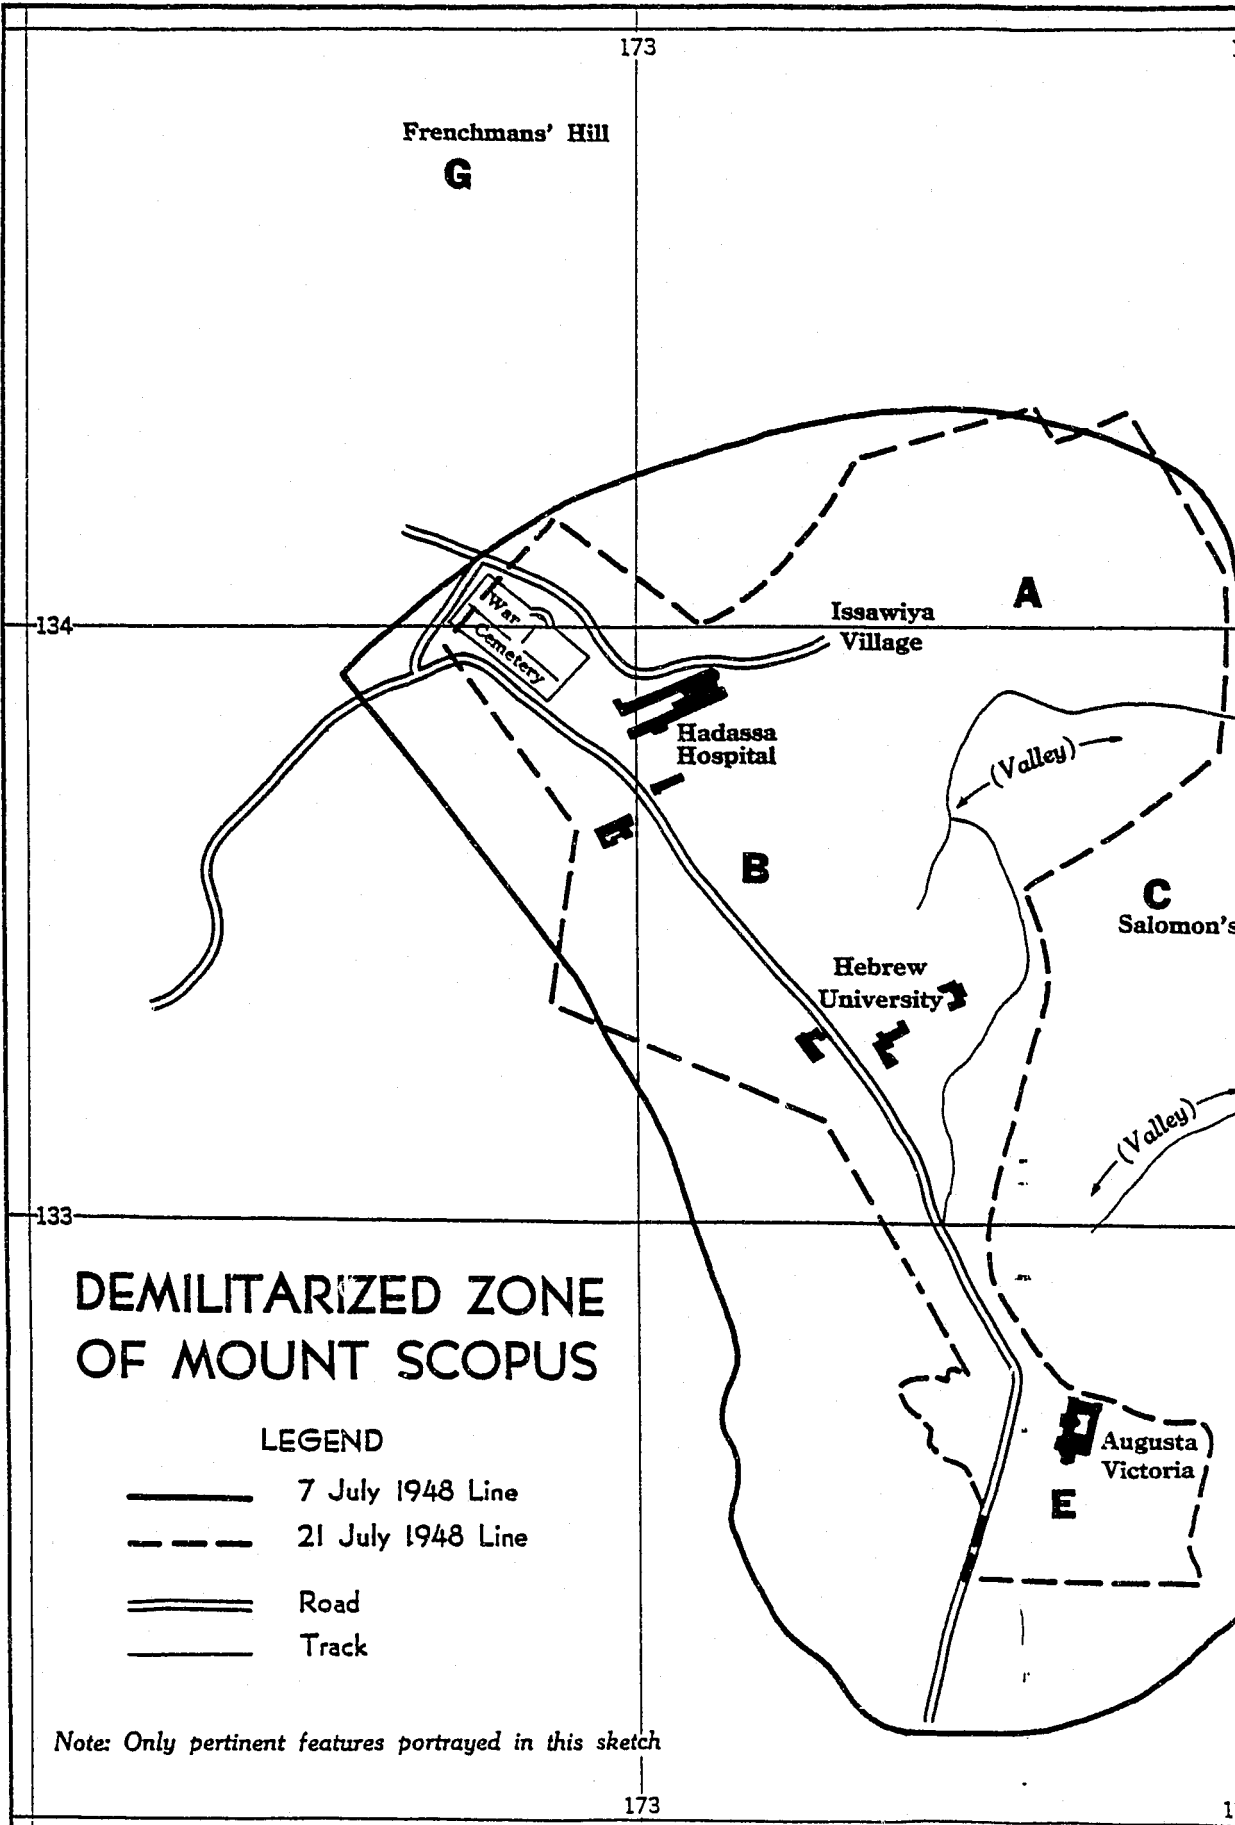 173
Frenchmans' Hill
G
A
134
War
Cemetery
Issawiya
Village
Hadassa
Hospital
(Valley)
B
C
Salomon's
Hebrew
University
(Valley)
133
DEMILITARIZED ZONE
OF MOUNT SCOPUS
LEGEND
7 July 1948 Line
21 July 1948 Line
Road
Track
Augusta
Victoria
E
Note: Only pertinent features portrayed in this sketch
173